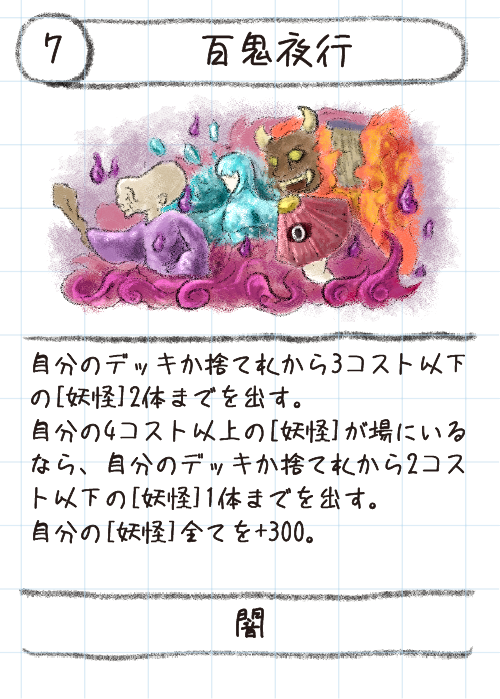 7
百鬼夜行
自分のデッキか捨て札から3コスト以下
の[妖怪]2体までを出す。
自分の4コスト以上の[妖怪]が場にいる
なら、自分のデッキか捨て札から2コス
ト以下の[妖怪]1体までを出す。
自分の[妖怪]全てを+300。
闇